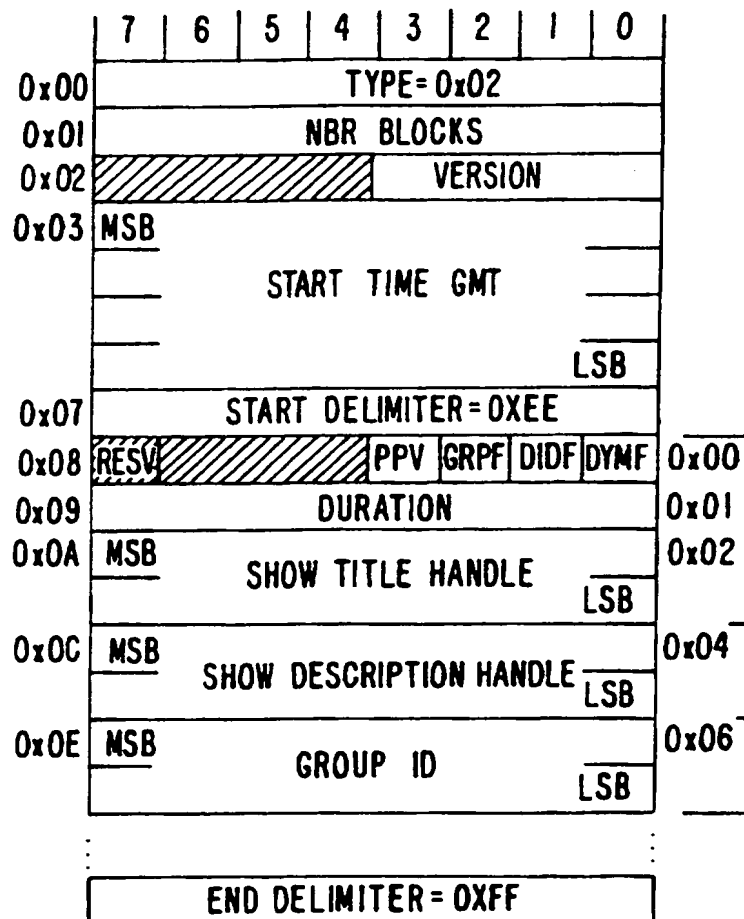 7 6 5 4 3 2 1 0
0x00 TYPE=0x02
0x01 NBR BLOCKS
0x02 VERSION
0x03 MSB
START TIME GMT
LSB
0x07 START DELIMITER=0XEE
0x08 RESV PPV GRPF DIDF DYMF 0x00
0x09 DURATION 0x01
0x0A MSB 0x02
SHOW TITLE HANDLE
LSB
0x0C MSB 0x04
SHOW DESCRIPTION HANDLE
LSB
0x0E MSB 0x06
GROUP ID
LSB
END DELIMITER=0XFF